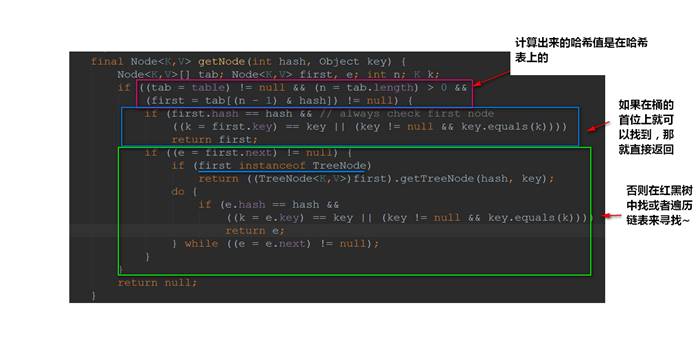 计算出来的哈希值是在哈希
表上的
final Node<K,V> getNode(int hash, Object key) {
Node<K,V>[] tab; Node<K,V> first, e; int n; K k;
if ((tab = table) != null && (n = tab.length) > 0 &&
(first = tab[(n - 1) & hash]) != null) {
if (first.hash == hash && // always check first node
((k = first.key) == key || (key != null && key.equals(k))))
return first;
如果在桶的
首位上就可
以找到，那
就直接返回
if ((e = first.next) != null) {
if (first instanceof TreeNode)
return ((TreeNode<K,V>)first).getTreeNode(hash, key);
do {
if (e.hash == hash &&
((k = e.key) == key || (key != null && key.equals(k))))
return e;
} while ((e = e.next) != null);
}
}
return null;
}
否则在红黑树
中找或者遍历
链表来寻找~